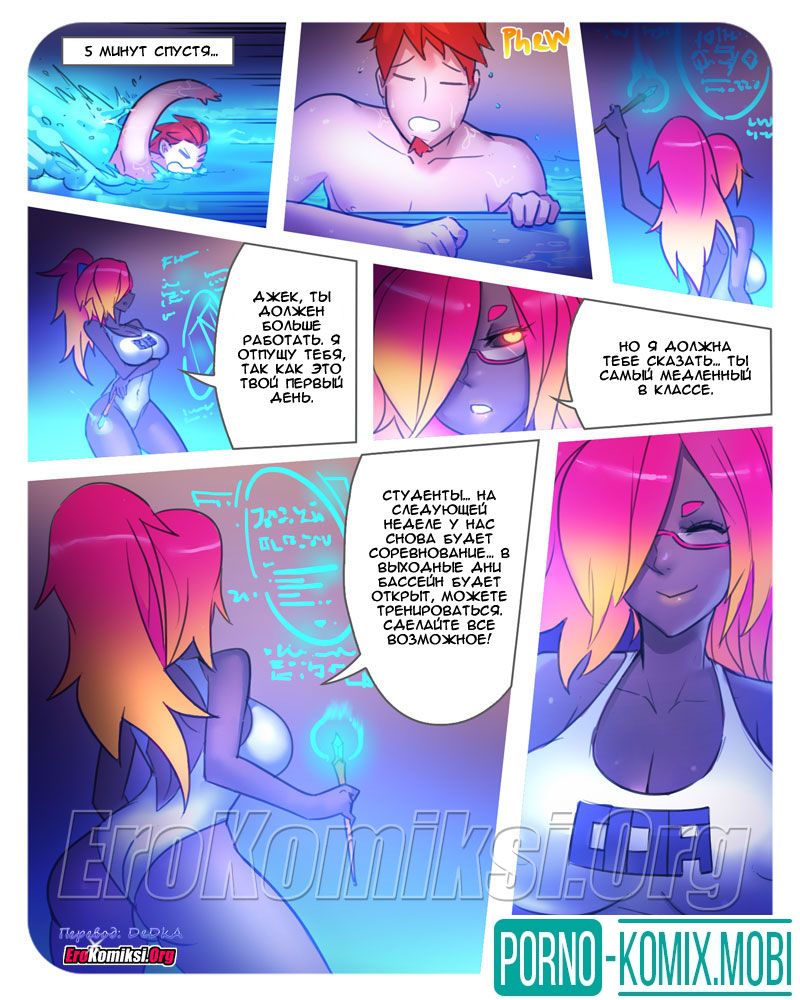 5 МИНУТ СПУСТЯ...
Phew
ДЖЕК, ТЫ
ДОЛЖЕН
БОЛЬШЕ
РАБОТАТЬ. Я
ОТПУЩУ ТЕБЯ,
ТАК КАК ЭТО
ТВОЙ ПЕРВЫЙ
ДЕНЬ.
НО Я ДОЛЖНА
ТЕБЕ СКАЗАТЬ... ТЫ
САМЫЙ МЕДЛЕННЫЙ
В КЛАССЕ.
СТУДЕНТЫ... НА
СЛЕДУЮЩЕЙ
НЕДЕЛЕ У НАС
СНОВА БУДЕТ
СОРЕВНОВАНИЕ... В
ВЫХОДНЫЕ ДНИ
БАССЕЙН БУДЕТ
ОТКРЫТ, МОЖЕТЕ
ТРЕНИРОВАТЬСЯ.
СДЕЛАЙТЕ ВСЕ
ВОЗМОЖНОЕ!
EroKomiksi.Org
Перевод: DeDkA
EroKomiksi.Org
PORNO-KOMIX.MOBI